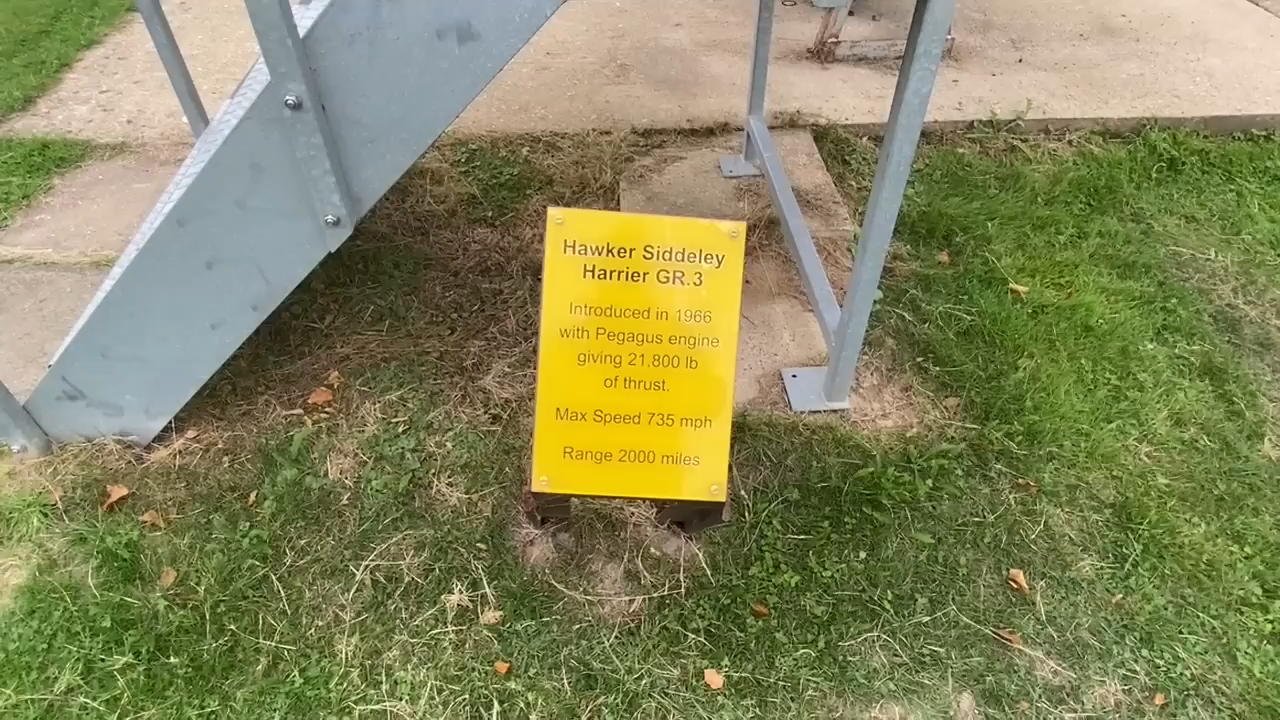 Hawker Siddeley
Harrier GR.3
Introduced in 1966
with Pegagus engine
giving 21,800 lb
of thrust.
Max Speed 735 mph
Range 2000 miles